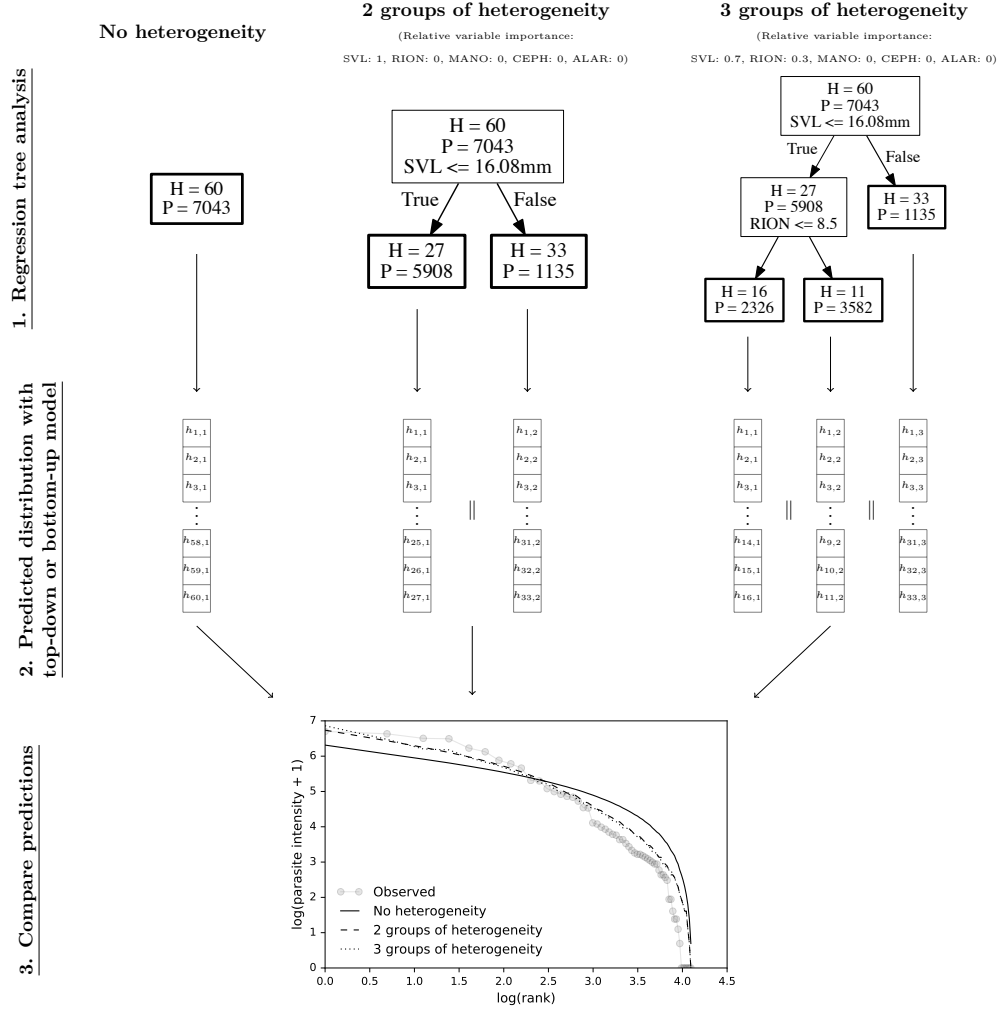 No heterogeneity
2 groups of heterogeneity
(Relative variable importance:
SVL: 1, RION: 0, MANO: 0, CEPH: 0, ALAR: 0)
3 groups of heterogeneity
(Relative variable importance:
SVL: 0.7, RION: 0.3, MANO: 0, CEPH: 0, ALAR: 0)
1. Regression tree analysis
H = 60
P = 7043
H = 60
P = 7043
SVL <= 16.08mm
True
False
H = 27
P = 5908
H = 33
P = 1135
H = 60
P = 7043
SVL <= 16.08mm
True
False
H = 27
P = 5908
RION <= 8.5
H = 33
P = 1135
H = 16
P = 2326
H = 11
P = 3582
2. Predicted distribution with
top-down or bottom-up model
h1,1
h2,1
h3,1
⋮
h58,1
h59,1
h60,1
h1,1
h2,1
h3,1
⋮
h25,1
h26,1
h27,1
||
h1,2
h2,2
h3,2
⋮
h31,2
h32,2
h33,2
h1,1
h2,1
h3,1
⋮
h14,1
h15,1
h16,1
||
h1,2
h2,2
h3,2
⋮
h9,2
h10,2
h11,2
||
h1,3
h2,3
h3,3
⋮
h31,3
h32,3
h33,3
3. Compare predictions
log(parasite intensity + 1)
7
6
5
4
3
2
1
0
Observed
No heterogeneity
2 groups of heterogeneity
3 groups of heterogeneity
0.0 0.5 1.0 1.5 2.0 2.5 3.0 3.5 4.0 4.5
log(rank)